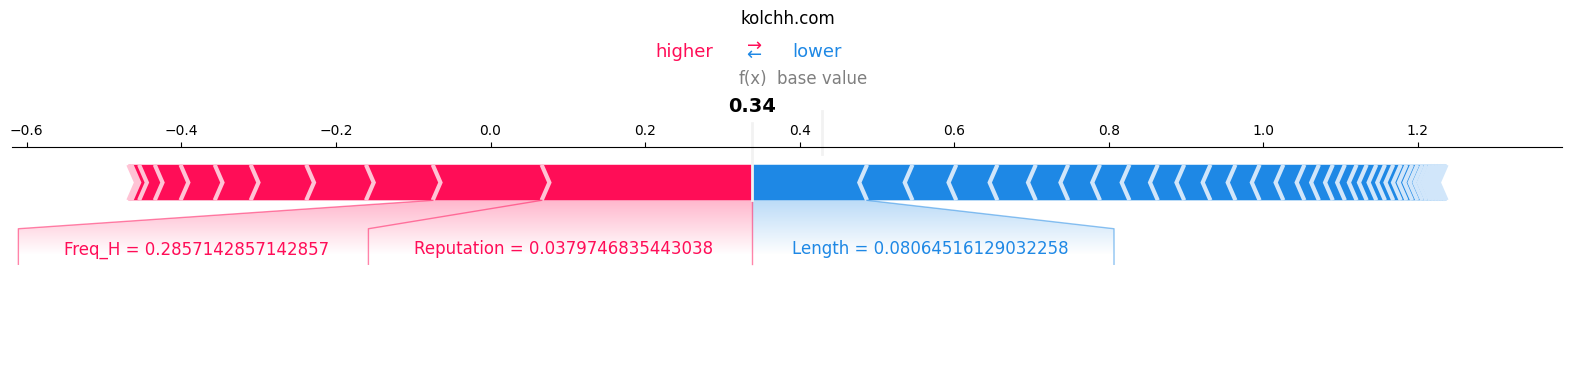 kolchh.com
higher → ← lower
f(x) base value
0.34
−0.6 −0.4 −0.2 0.0 0.2 0.4 0.6 0.8 1.0 1.2
Freq_H = 0.2857142857142857 Reputation = 0.0379746835443038 Length = 0.08064516129032258